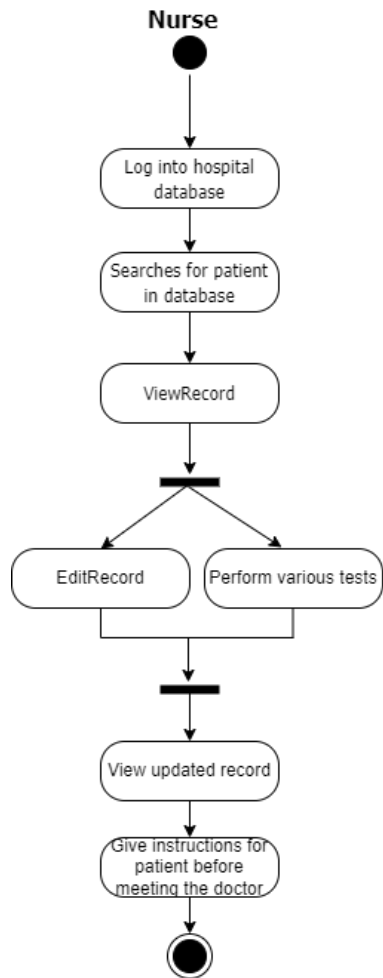 Nurse
Log into hospital
database
Searches for patient
in database
ViewRecord
EditRecord
Perform various tests
View updated record
Give instructions for
patient before
meeting the doctor